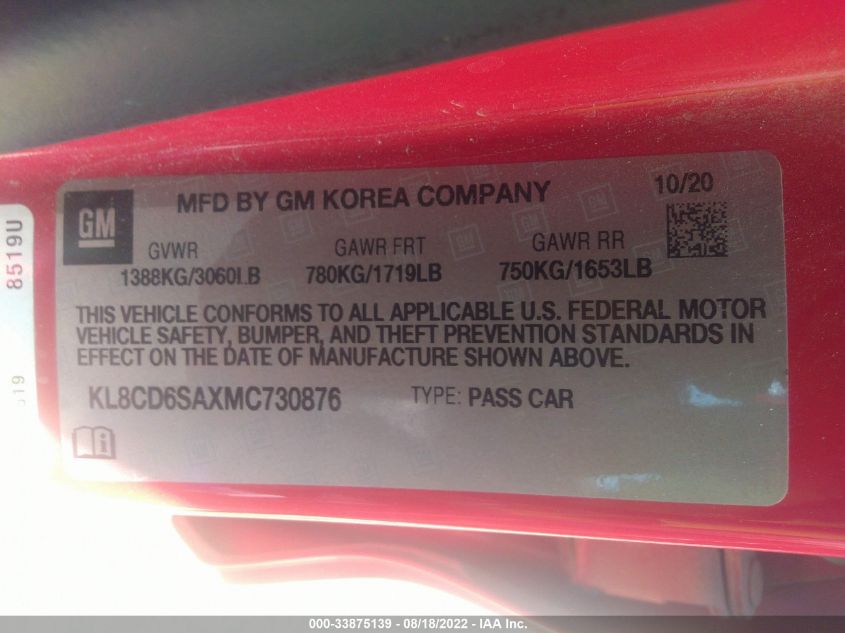 GM
MFD BY GM KOREA COMPANY
10/20
GVWR
GAWR FRT
GAWR RR
1388KG/3060LB
780KG/1719LB
750KG/1653LB
THIS VEHICLE CONFORMS TO ALL APPLICABLE U.S. FEDERAL MOTOR
VEHICLE SAFETY, BUMPER, AND THEFT PREVENTION STANDARDS IN
EFFECT ON THE DATE OF MANUFACTURE SHOWN ABOVE.
KL8CD6SAXMC730876
TYPE: PASS CAR
8519U
000-33875139 - 08/18/2022 - IAA Inc.